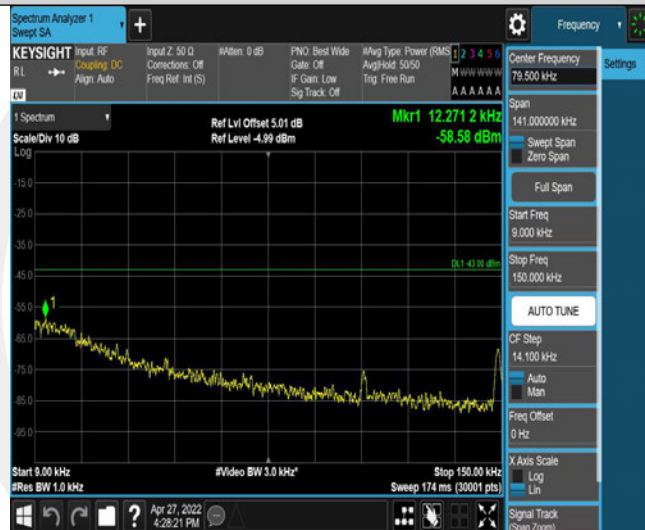 Spectrum Analyzer 1
Swept SA
+
Frequency
KEYSIGHT
R L
LXI
Input: RF
Coupling: DC
Align: Auto
Input Z: 50 Ω
Corrections: Off
Freq Ref: Int (S)
#Atten: 0 dB
PNO: Best Wide
Gate: Off
IF Gain: Low
Sig Track: Off
#Avg Type: Power (RMS
Avg|Hold: 50/50
Trig: Free Run
1 2 3 4 5 6
M W W W W W
A A A A A A
Settings
1 Spectrum
Scale/Div 10 dB
Log
Ref Lvl Offset 5.01 dB
Ref Level -4.99 dBm
Mkr1 12.271 2 kHz
-58.58 dBm
-15.0
-25.0
-35.0
-45.0
-55.0
-65.0
-75.0
-85.0
-95.0
DL1 -43.00 dBm
1
Start 9.00 kHz
#Res BW 1.0 kHz
#Video BW 3.0 kHz*
Stop 150.00 kHz
Sweep 174 ms (30001 pts)
Center Frequency
79.500 kHz
Span
141.000000 kHz
Swept Span
Zero Span
Full Span
Start Freq
9.000 kHz
Stop Freq
150.000 kHz
AUTO TUNE
CF Step
14.100 kHz
Auto
Man
Freq Offset
0 Hz
X Axis Scale
Log
Lin
Signal Track
(Span Zoom)
?
Apr 27, 2022
4:28:21 PM